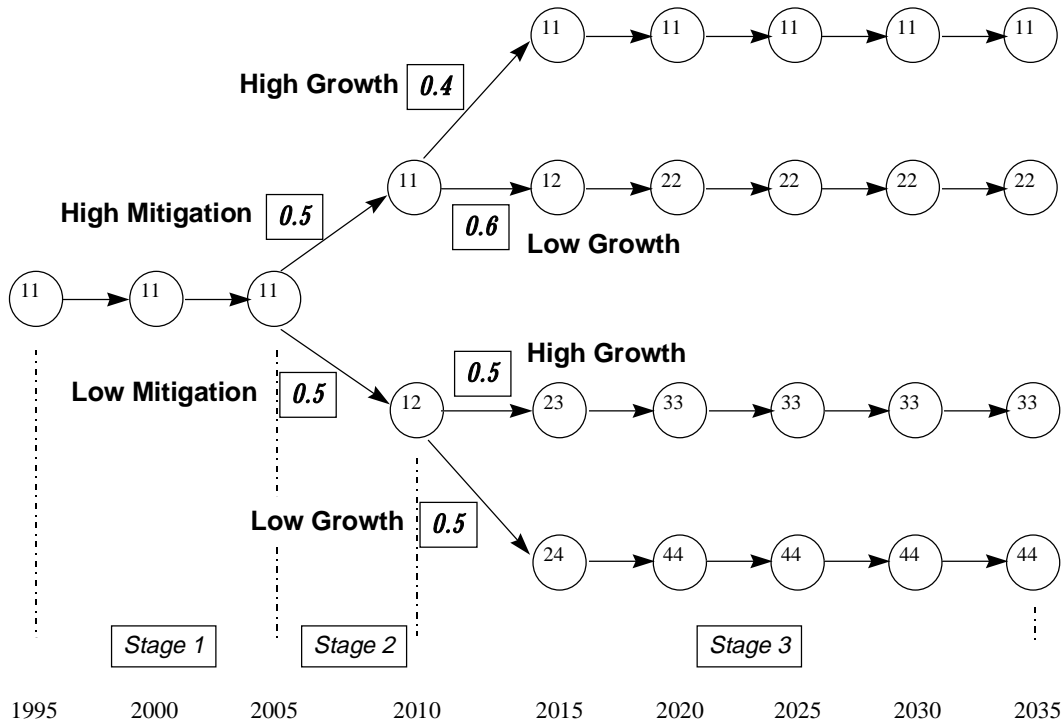 11 11 11 11 11
High Growth 0.4
11 12 22 22 22 22
High Mitigation 0.5
0.6 Low Growth
11 11 11
High Growth
Low Mitigation 0.5 0.5
12 23 33 33 33 33
Low Growth 0.5
24 44 44 44 44
Stage 1 Stage 2 Stage 3
1995 2000 2005 2010 2015 2020 2025 2030 2035